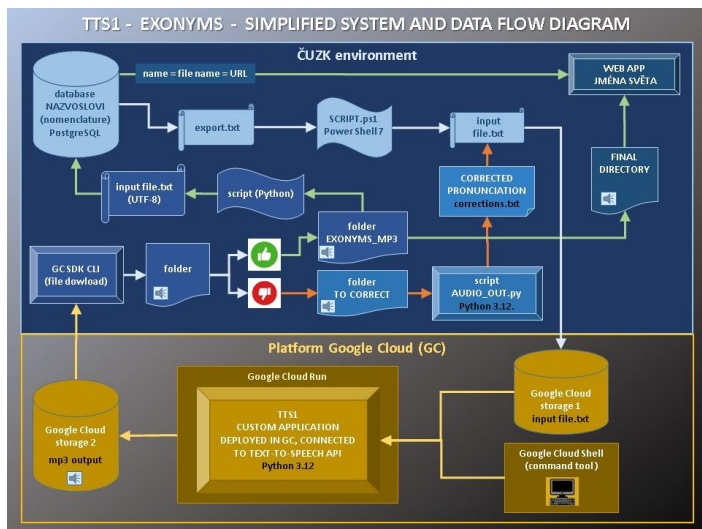 TTS1 - EXONYMS - SIMPLIFIED SYSTEM AND DATA FLOW DIAGRAM
ČUZK environment
database
NAZVOSLOVI
(nomenclature)
PostgreSQL
name = file name = URL
WEB APP
JMÉNA SVĚTA
export.txt
SCRIPT.ps1
PowerShell7
input
file.txt
input file.txt
(UTF-8)
script (Python)
CORRECTED
PRONUNCIATION
corrections.txt
FINAL
DIRECTORY
GC SDK CLI
(file dowload)
folder
folder
EXONYMS_MP3
folder
TO CORRECT
script
AUDIO_OUT.py
Python 3.12.
Platform Google Cloud (GC)
Google Cloud
storage 2
mp3 output
Google Cloud Run
TTS1
CUSTOM APPLICATION
DEPLOYED IN GC, CONNECTED
TO TEXT-TO-SPEECH API
Python 3.12
Google Cloud
storage 1
input file.txt
Google Cloud Shell
(command tool)